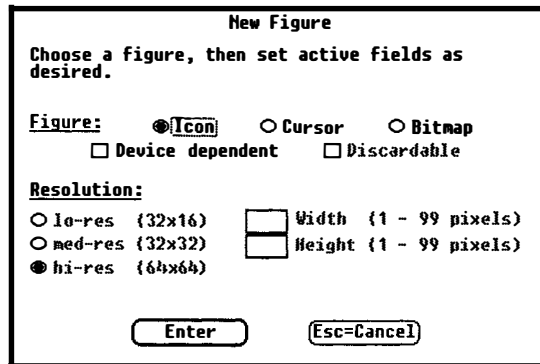 New Figure
Choose a figure, then set active fields as
desired.
Figure: Icon Cursor Bitmap
Device dependent Discardable
Resolution:
lo-res (32x16) Width (1 - 99 pixels)
med-res (32x32) Height (1 - 99 pixels)
hi-res (64x64)
Enter Esc=Cancel